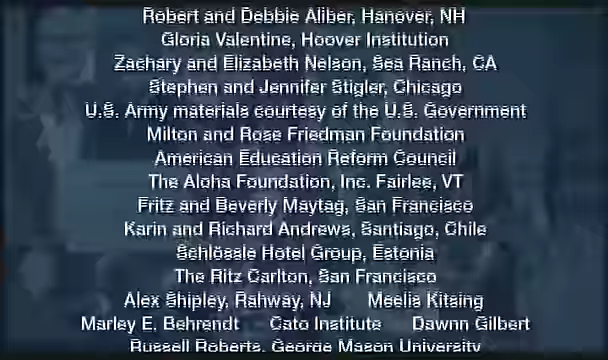 Robert and Debbie Aliber, Hanover, NH
Gloria Valentine, Hoover Institution
Zachary and Elizabeth Nelson, Sea Ranch, CA
Stephen and Jennifer Stigler, Chicago
U.S. Army materials courtesy of the U.S. Government
Milton and Rose Friedman Foundation
American Education Reform Council
The Aloha Foundation, Inc. Fairlee, VT
Fritz and Beverly Maytag, San Francisco
Karin and Richard Andrews, Santiago, Chile
Schlössle Hotel Group, Estonia
The Ritz Carlton, San Francisco
Alex Shipley, Rahway, NJ Meelis Kitsing
Marley E. Behrendt Cato Institute Dawnn Gilbert
Russell Roberts, George Mason University